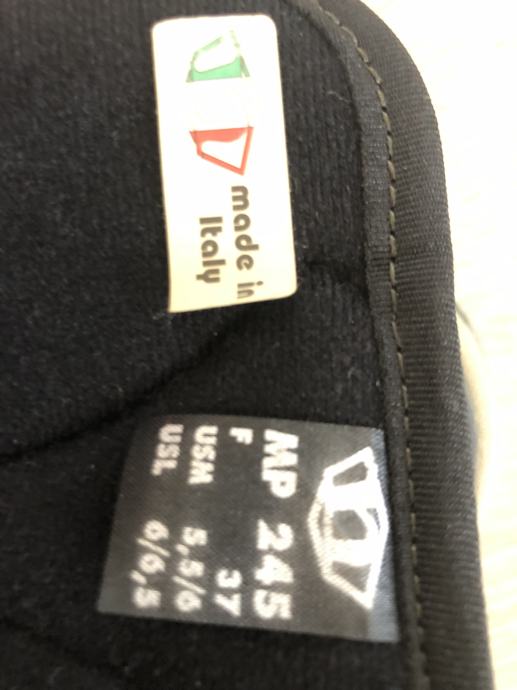 made in
Italy
MP 245
F 37
USM 5,5/6
USL 6/6,5